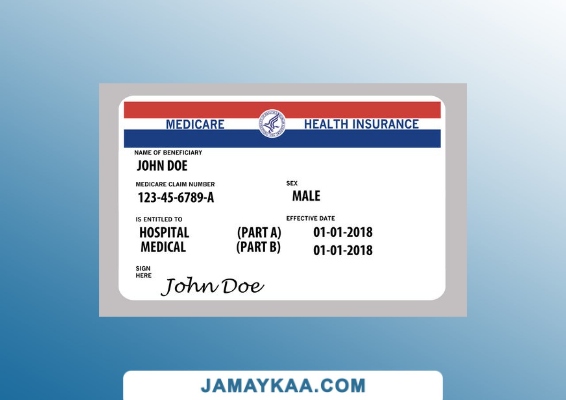 MEDICARE HEALTH INSURANCE
NAME OF BENEFICIARY
JOHN DOE
MEDICARE CLAIM NUMBER SEX
123-45-6789-A MALE
IS ENTITLED TO EFFECTIVE DATE
HOSPITAL (PART A) 01-01-2018
MEDICAL (PART B) 01-01-2018
SIGN
HERE
John Doe
JAMAYKAA.COM